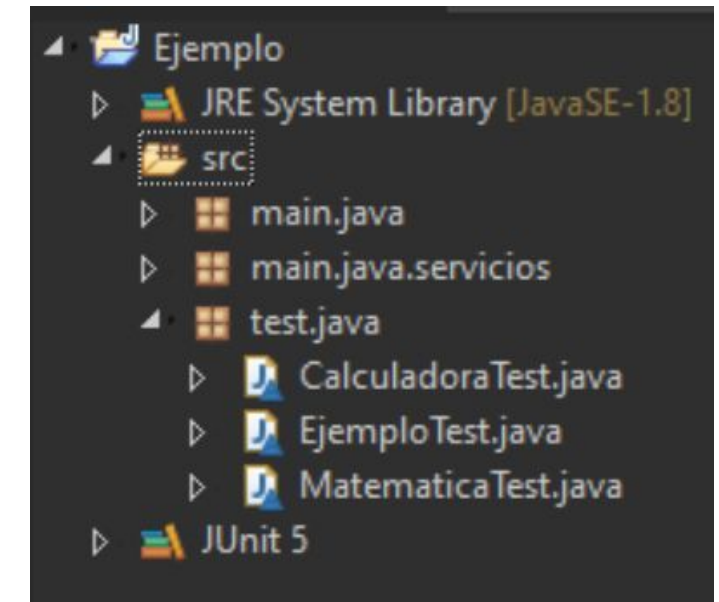 Ejemplo
JRE System Library [JavaSE-1.8]
src
main.java
main.java.servicios
test.java
CalculadoraTest.java
EjemploTest.java
MatematicaTest.java
JUnit 5